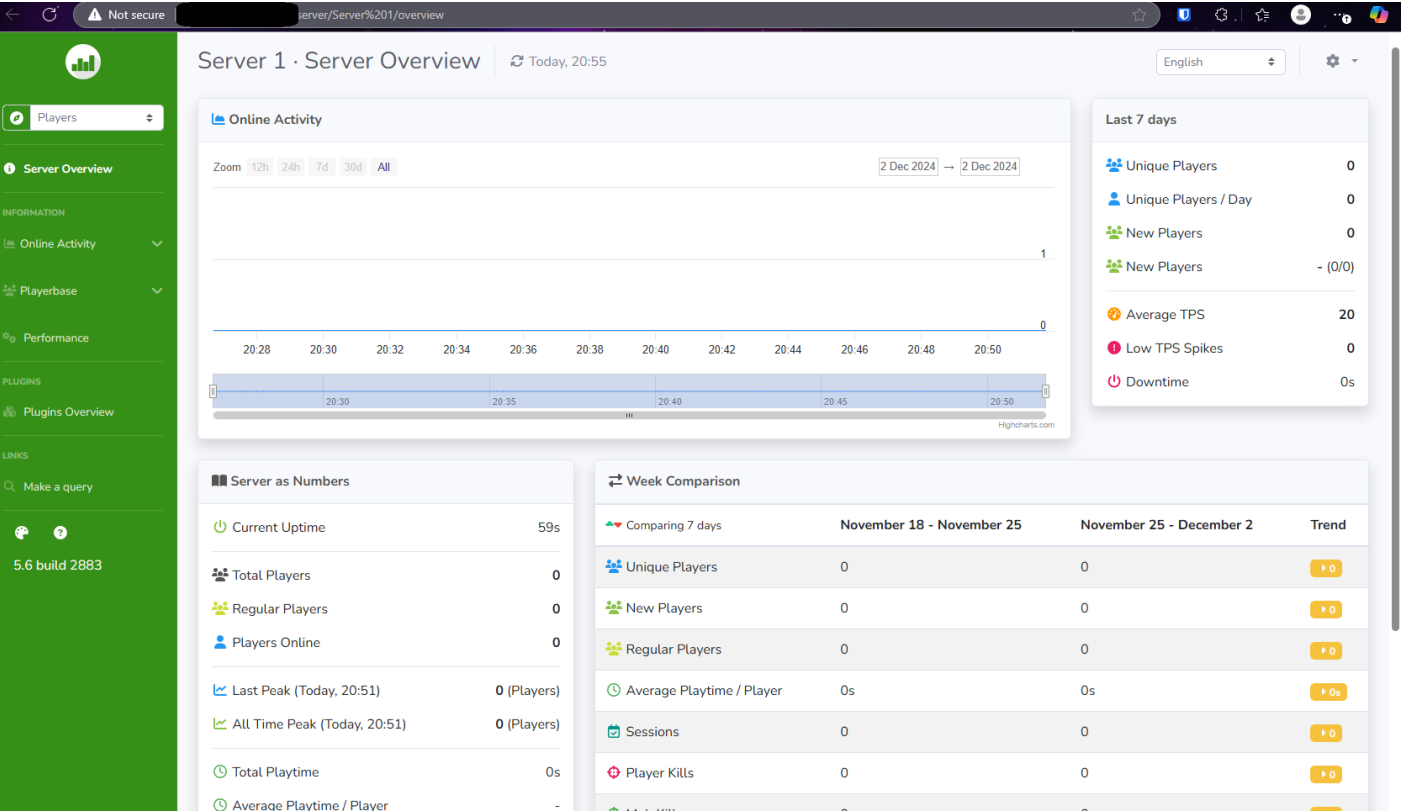 Not secure server/Server%201/overview
Server 1 · Server Overview Today, 20:55 English
Players
Server Overview
INFORMATION
Online Activity
Playerbase
Performance
PLUGINS
Plugins Overview
LINKS
Make a query
5.6 build 2883
Online Activity
Zoom 12h 24h 7d 30d All 2 Dec 2024 → 2 Dec 2024
1
0
20:28 20:30 20:32 20:34 20:36 20:38 20:40 20:42 20:44 20:46 20:48 20:50
20:30 20:35 20:40 20:45 20:50
Highcharts.com
Last 7 days
Unique Players 0
Unique Players / Day 0
New Players 0
New Players - (0/0)
Average TPS 20
Low TPS Spikes 0
Downtime 0s
Server as Numbers
Current Uptime 59s
Total Players 0
Regular Players 0
Players Online 0
Last Peak (Today, 20:51) 0 (Players)
All Time Peak (Today, 20:51) 0 (Players)
Total Playtime 0s
Average Playtime / Player -
Week Comparison
Comparing 7 days November 18 - November 25 November 25 - December 2 Trend
Unique Players 0 0 0
New Players 0 0 0
Regular Players 0 0 0
Average Playtime / Player 0s 0s 0s
Sessions 0 0 0
Player Kills 0 0 0